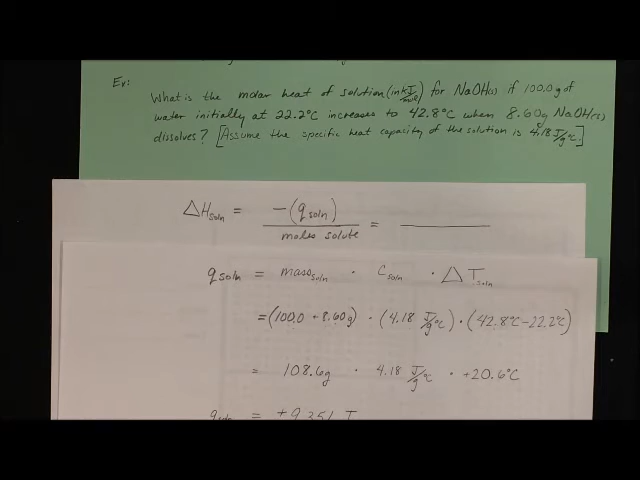 Ex:
What is the molar heat of solution (in kJ/mole) for NaOH(s) if 100.0 g of
water initially at 22.2°C increases to 42.8°C when 8.60g NaOH(s)
dissolves? [Assume the specific heat capacity of the solution is 4.18 J/g°C.]
ΔHsoln = -(qsoln) / moles solute =
qsoln = masssoln · Csoln · ΔTsoln
= (100.0 + 8.60g) · (4.18 J/g°C) · (42.8°C - 22.2°C)
= 108.6g · 4.18 J/g°C · +20.6°C
= +9351 J